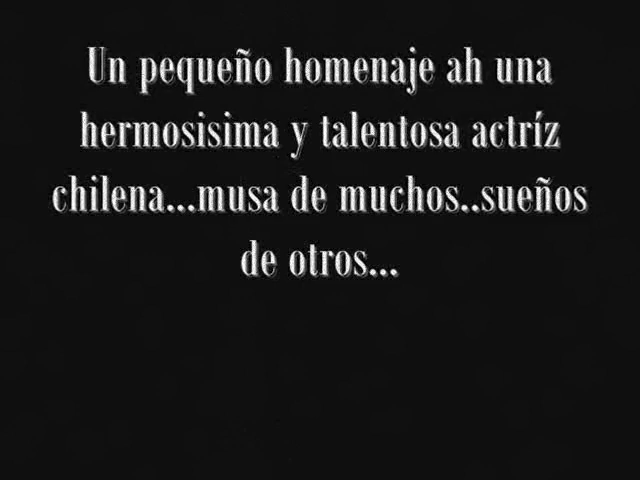 Un pequeño homenaje ah una
hermosisima y talentosa actríz
chilena...musa de muchos..sueños
de otros...